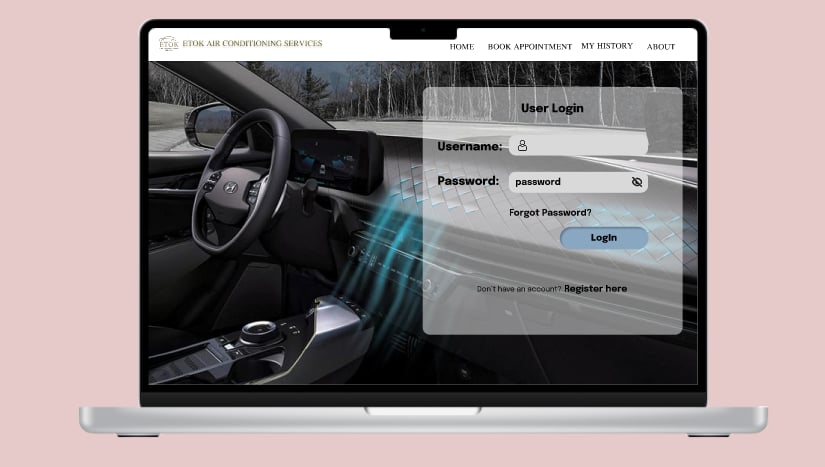 ETOK
ETOK AIR CONDITIONING SERVICES
HOME BOOK APPOINTMENT MY HISTORY ABOUT
User Login
Username:
Password: password
Forgot Password?
LogIn
Don't have an account? Register here